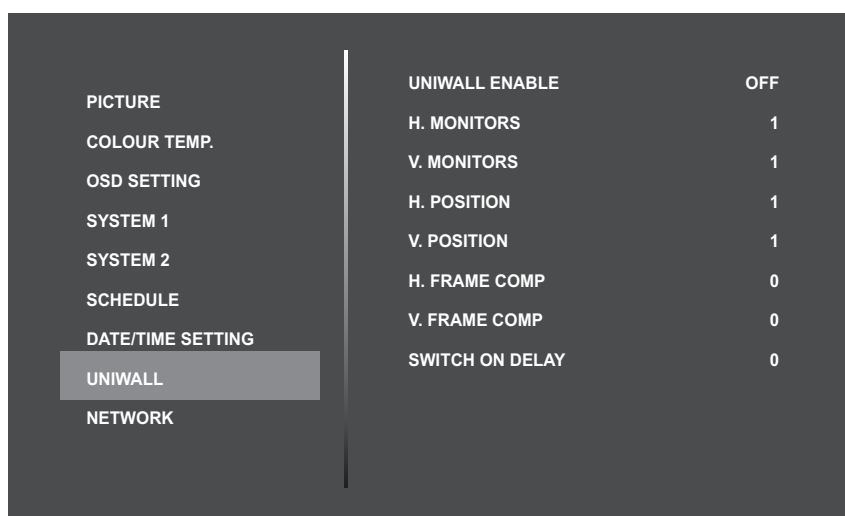 PICTURE
COLOUR TEMP.
OSD SETTING
SYSTEM 1
SYSTEM 2
SCHEDULE
DATE/TIME SETTING
UNIWALL
NETWORK
UNIWALL ENABLE OFF
H. MONITORS 1
V. MONITORS 1
H. POSITION 1
V. POSITION 1
H. FRAME COMP 0
V. FRAME COMP 0
SWITCH ON DELAY 0